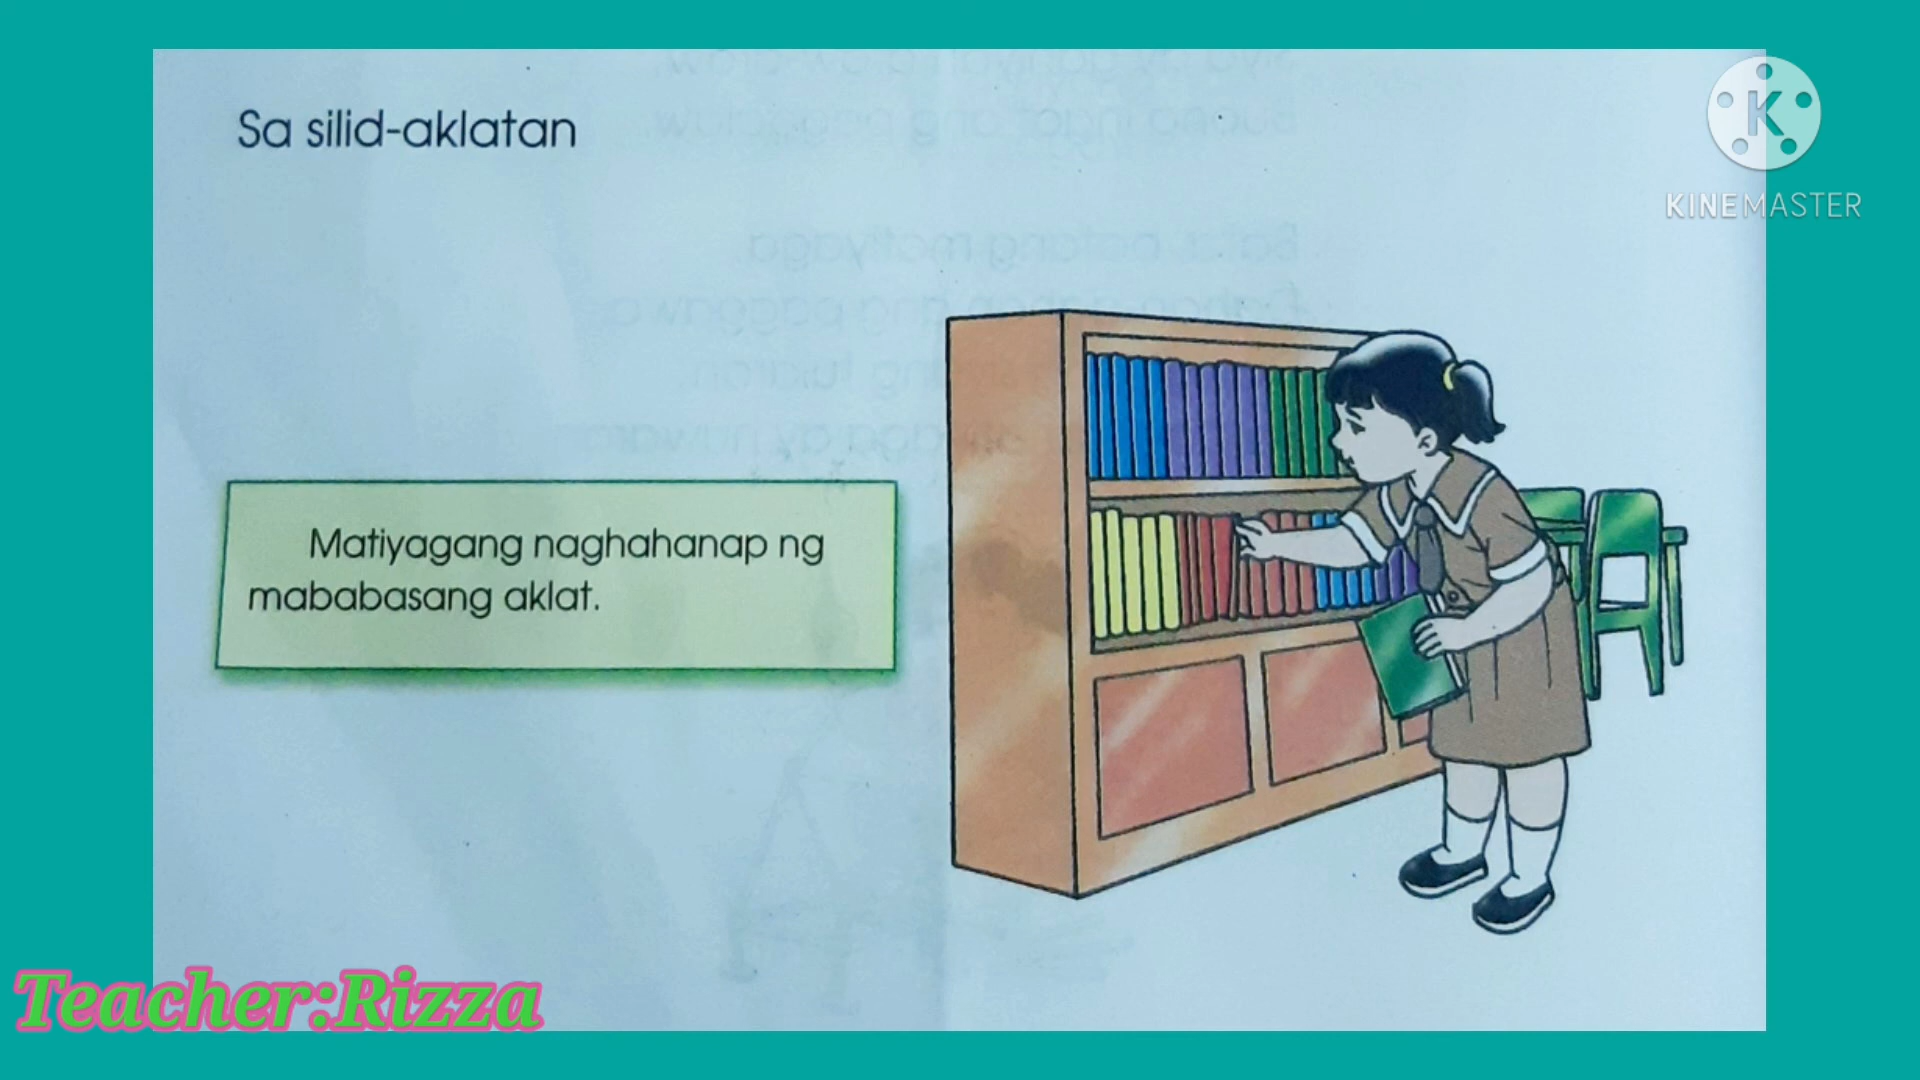 Sa silid-aklatan
K
KINEMASTER
Matiyagang naghahanap ng
mababasang aklat.
Teacher:Rizza